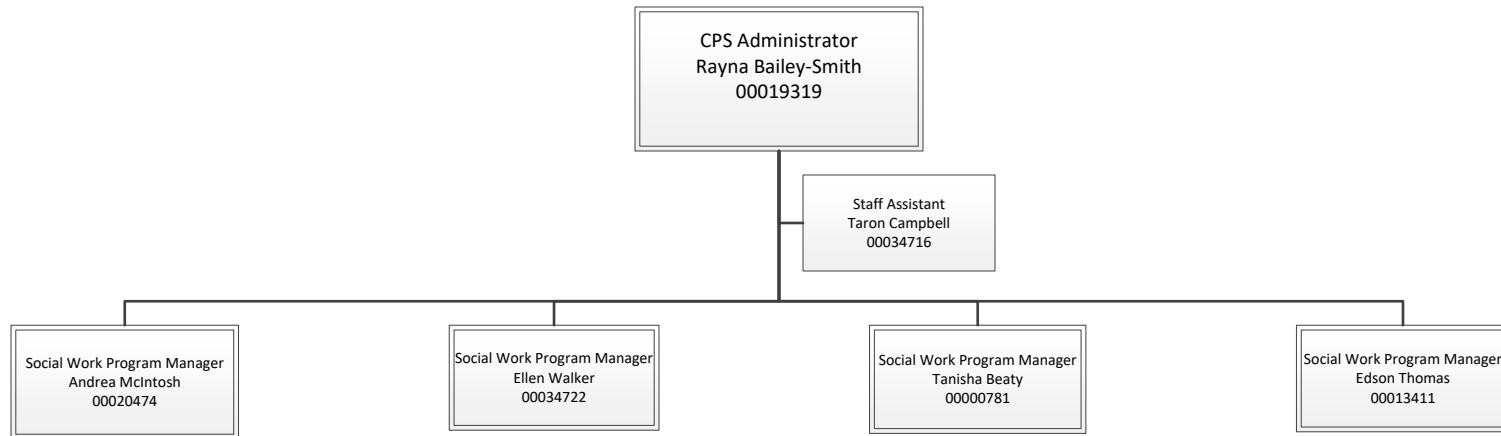 CPS Administrator
Rayna Bailey-Smith
00019319
Staff Assistant
Taron Campbell
00034716
Social Work Program Manager
Andrea McIntosh
00020474
Social Work Program Manager
Ellen Walker
00034722
Social Work Program Manager
Tanisha Beaty
00000781
Social Work Program Manager
Edson Thomas
00013411